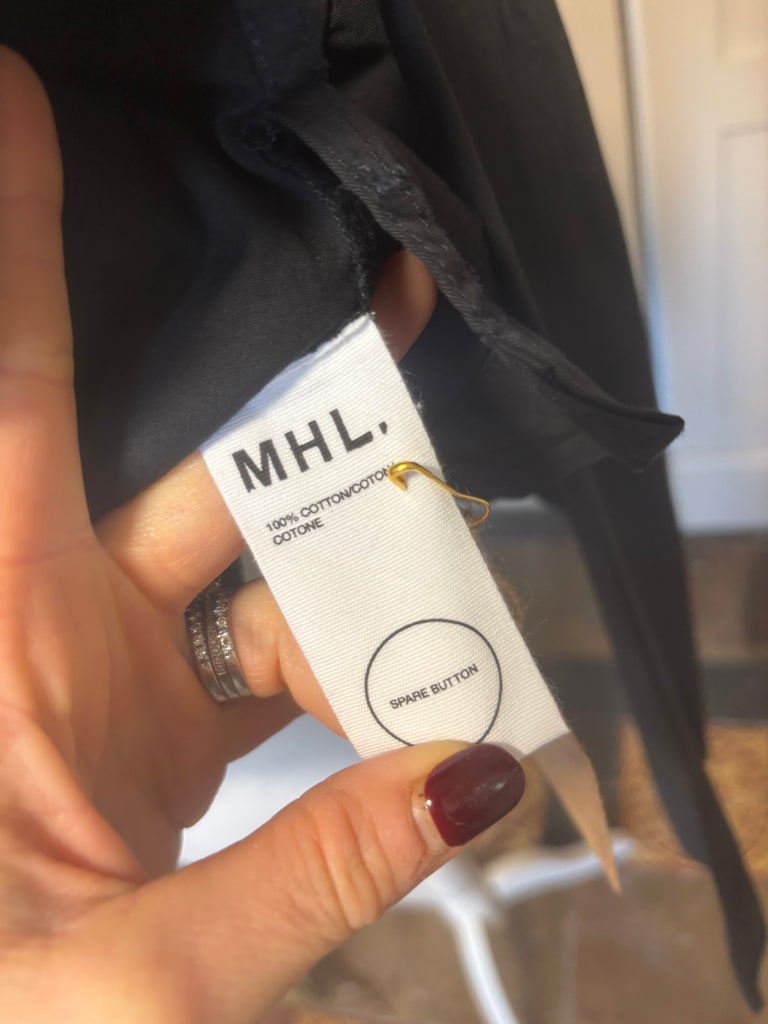 MHL.
100% COTTON/COTON
COTONE
SPARE BUTTON